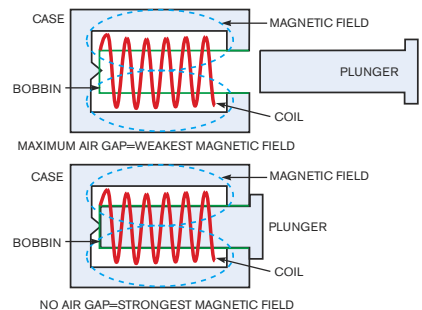 CASE
MAGNETIC FIELD
PLUNGER
BOBBIN
COIL
MAXIMUM AIR GAP=WEAKEST MAGNETIC FIELD
CASE
MAGNETIC FIELD
PLUNGER
BOBBIN
COIL
NO AIR GAP=STRONGEST MAGNETIC FIELD